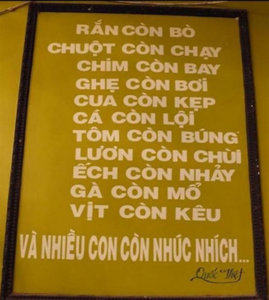 RẮN CÒN BÒ
CHUỘT CÒN CHẠY
CHIM CÒN BAY
GHẸ CÒN BƠI
CUA CÒN KẸP
CÁ CÒN LỘI
TÔM CÒN BÚNG
LƯƠN CÒN CHÙI
ẾCH CÒN NHẢY
GÀ CÒN MỔ
VỊT CÒN KÊU
VÀ NHIỀU CON CÒN NHÚC NHÍCH...
Quốc Việt